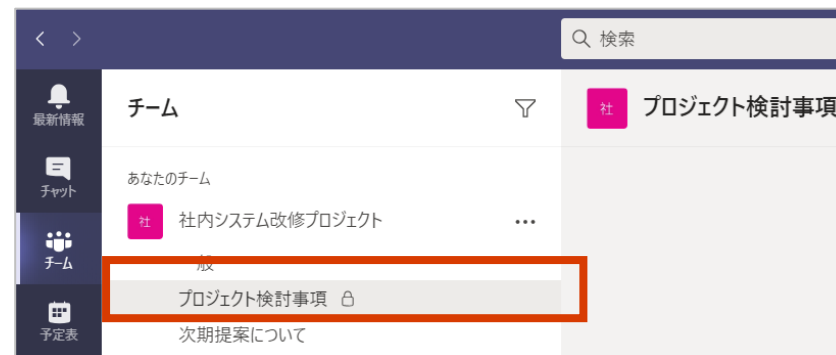 検索
最新情報
チーム
社 プロジェクト検討事項
チャット
あなたのチーム
社 社内システム改修プロジェクト
チーム
一般
プロジェクト検討事項
予定表
次期提案について